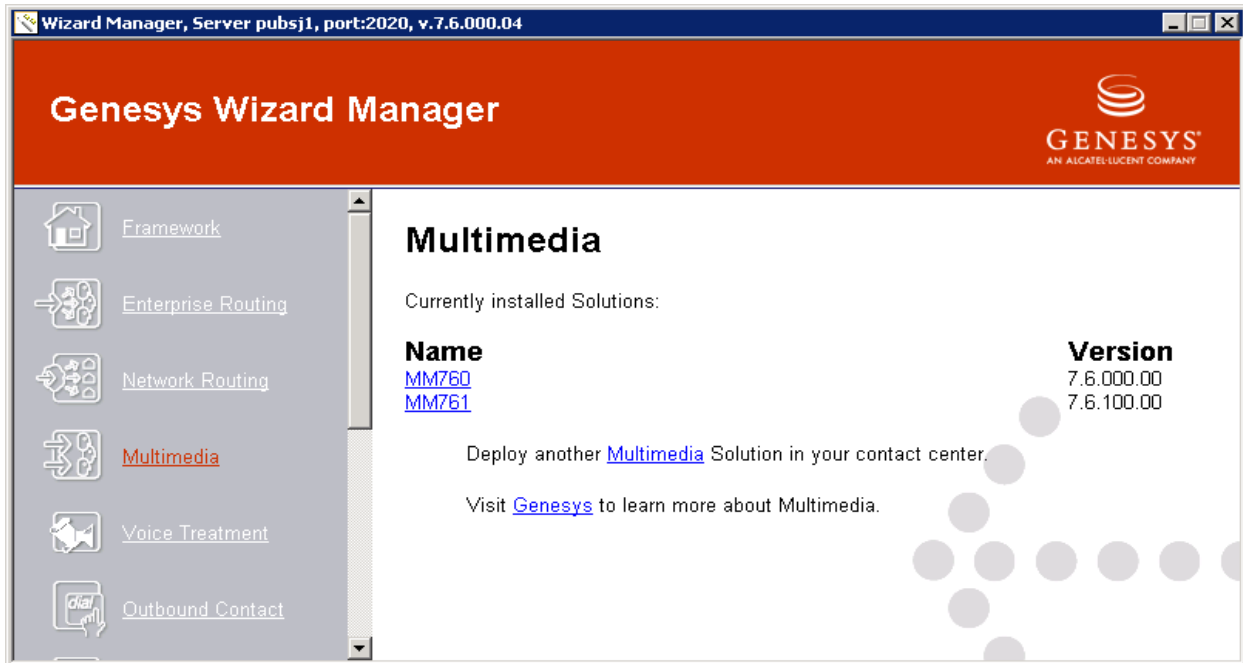 Wizard Manager, Server pubsj1, port:2020, v.7.6.000.04
Genesys Wizard Manager
GENESYS®
AN ALCATEL-LUCENT COMPANY
Framework
Enterprise Routing
Network Routing
Multimedia
Voice Treatment
dial
Outbound Contact
Multimedia
Currently installed Solutions:
Name Version
MM760 7.6.000.00
MM761 7.6.100.00
Deploy another Multimedia Solution in your contact center.
Visit Genesys to learn more about Multimedia.